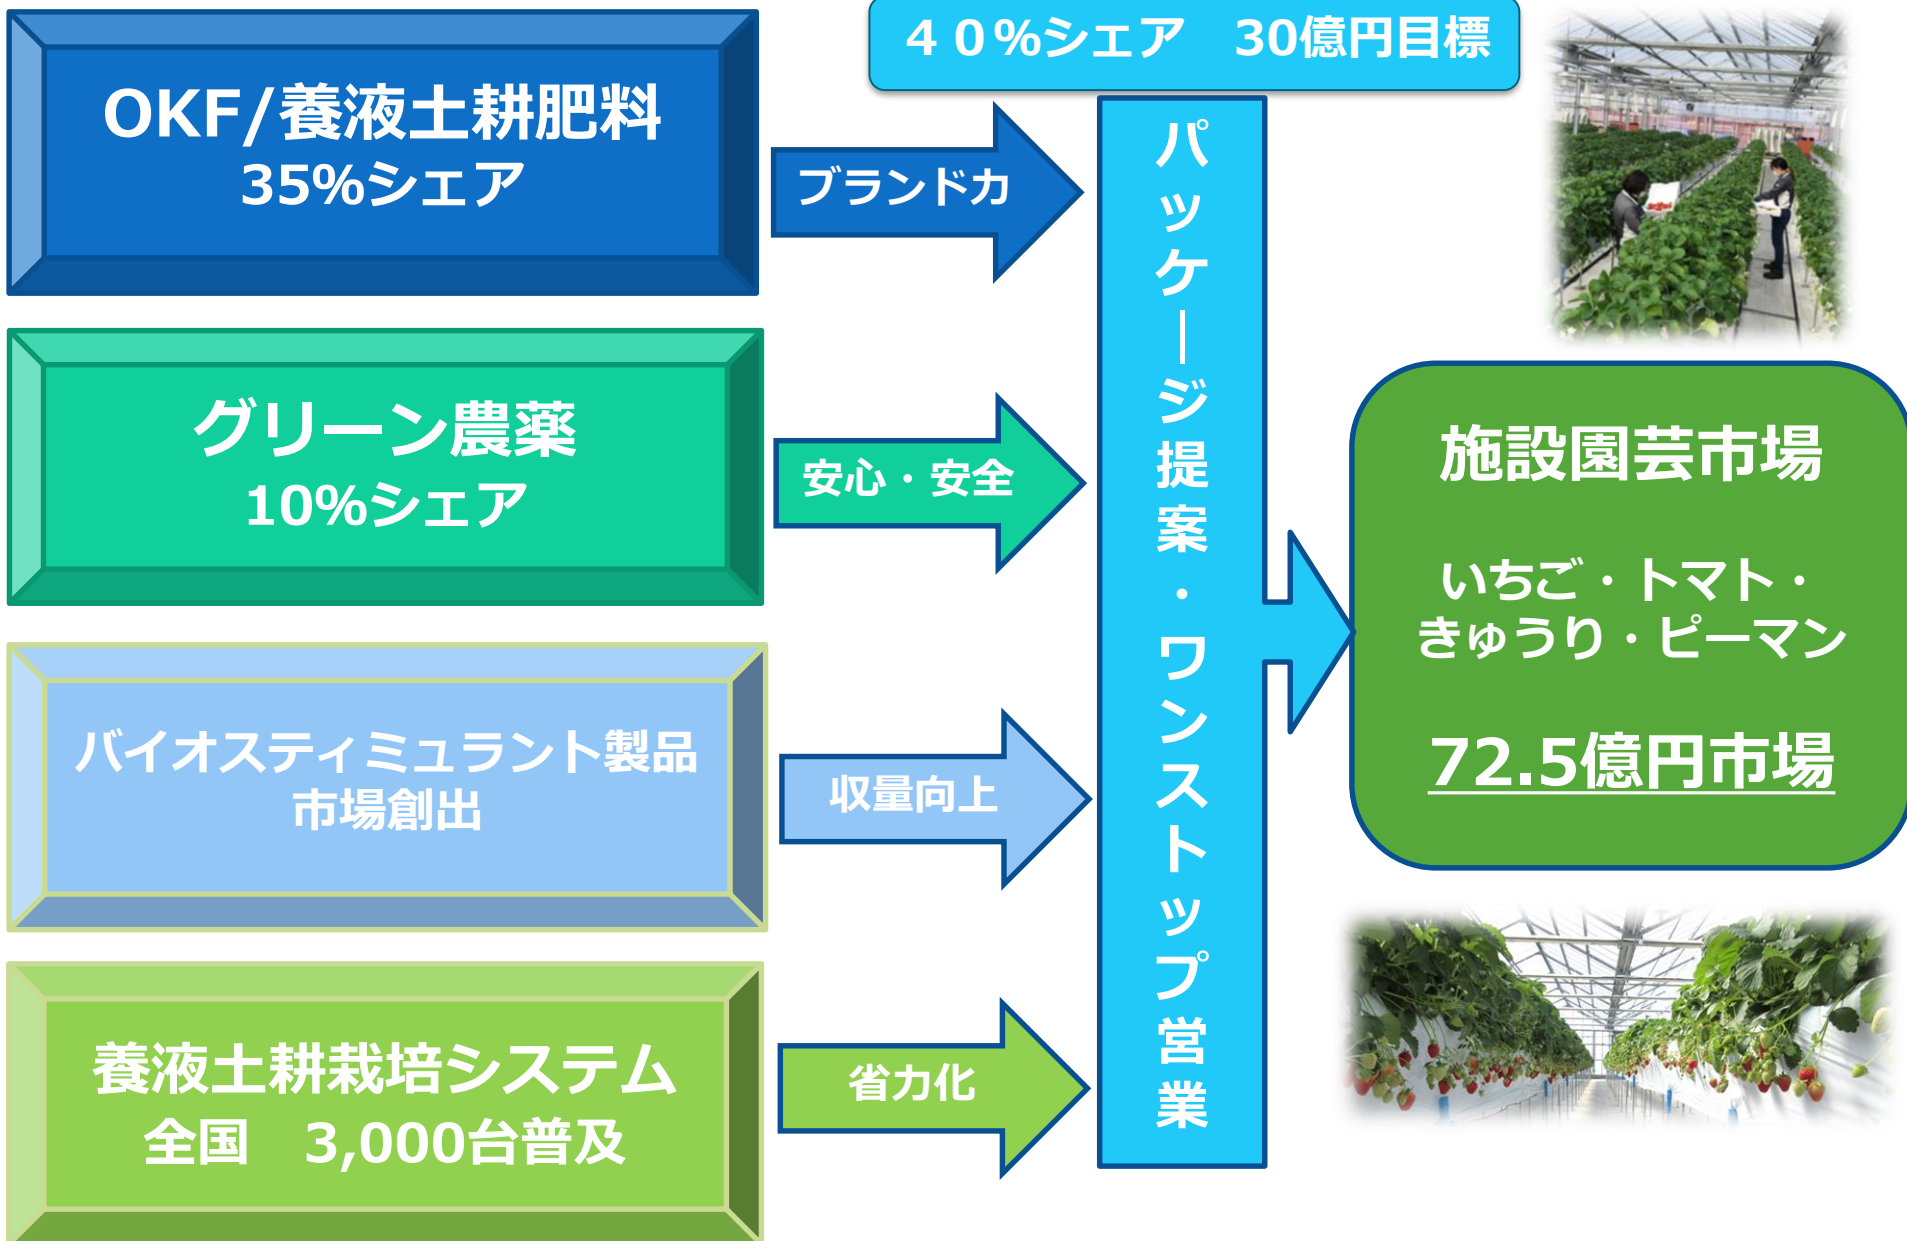 ４０%シェア　30億円目標
OKF/養液土耕肥料
35%シェア
ブランド力
グリーン農薬
10%シェア
安心・安全
バイオスティミュラント製品
市場創出
収量向上
養液土耕栽培システム
全国　3,000台普及
省力化
パッケージ提案・ワンストップ営業
施設園芸市場
いちご・トマト・
きゅうり・ピーマン
72.5億円市場